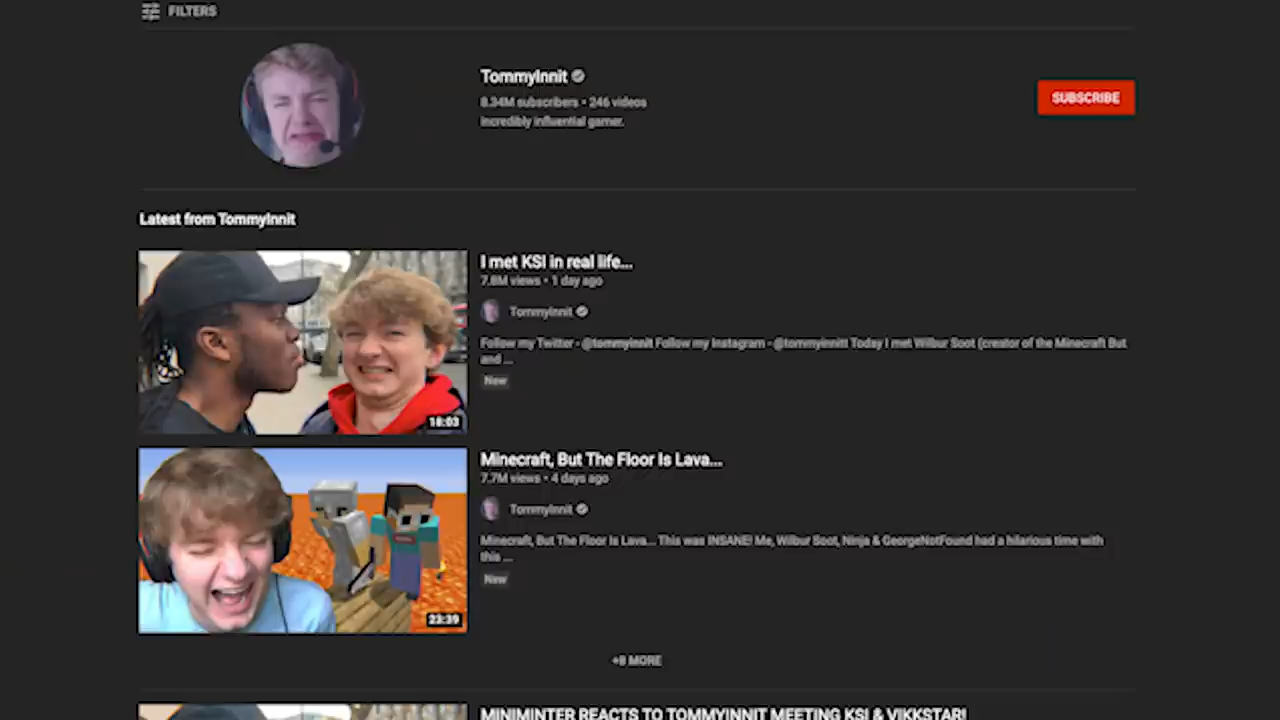 FILTERS
TommyInnit
8.34M subscribers • 246 videos
incredibly influential gamer.
SUBSCRIBE
Latest from TommyInnit
I met KSI in real life...
7.8M views • 1 day ago
TommyInnit
Follow my Twitter - @tommyinnit Follow my Instagram - @tommyinnitt Today I met Wilbur Soot (creator of the Minecraft But
and ...
New
18:03
Minecraft, But The Floor Is Lava...
7.7M views • 4 days ago
TommyInnit
Minecraft, But The Floor Is Lava... This was INSANE! Me, Wilbur Soot, Ninja & GeorgeNotFound had a hilarious time with
this ...
New
23:39
+8 MORE
MINIMINTER REACTS TO TOMMYINNIT MEETING KSI & VIKKSTAR!